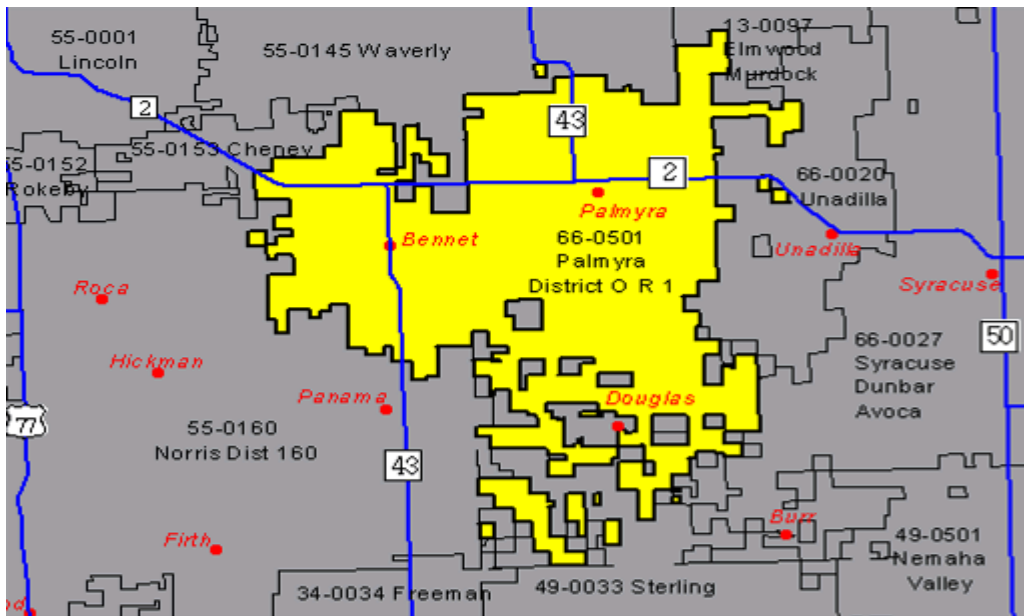 55-0001
Lincoln
55-0145 Waverly
13-0097
Elmwood
Murdock
2
43
55-0153 Cheney
55-0152
Rokeby
2
66-0020
Unadilla
Palmyra
Bennet
66-0501
Palmyra
District O R 1
Unadilla
Syracuse
Roca
50
66-0027
Syracuse
Dunbar
Avoca
Hickman
Panama
Douglas
77
55-0160
Norris Dist 160
43
Burr
Firth
49-0501
Nemaha
Valley
34-0034 Freeman
49-0033 Sterling